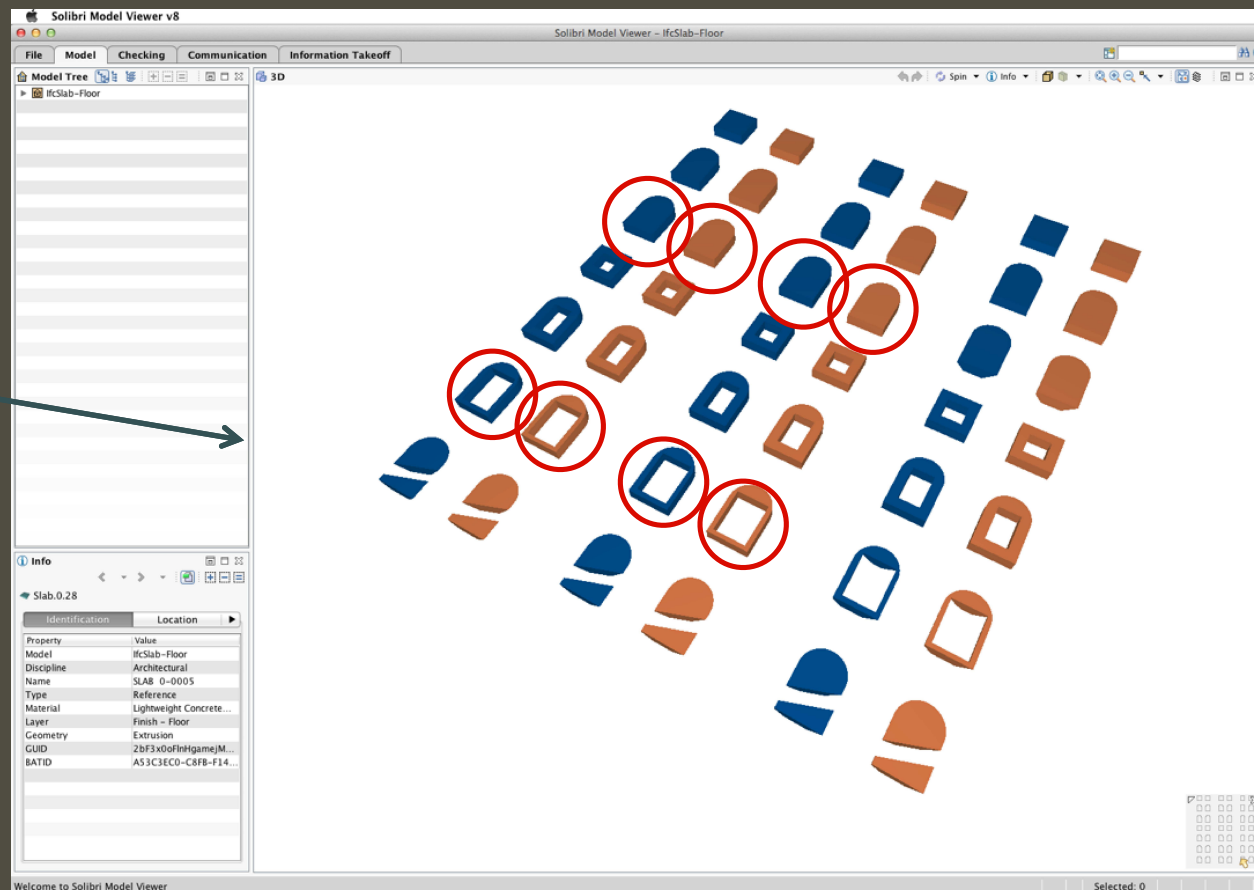 Solibri Model Viewer v8
Solibri Model Viewer – IfcSlab-Floor
File Model Checking Communication Information Takeoff
Model Tree
3D
Spin Info
IfcSlab-Floor
Info
Slab.0.28
Identification Location
Property Value
Model IfcSlab-Floor
Discipline Architectural
Name SLAB 0-0005
Type Reference
Material Lightweight Concrete...
Layer Finish - Floor
Geometry Extrusion
GUID 2bF3x0oFlnHgamejM...
BATID A53C3EC0-C8FB-F14...
Welcome to Solibri Model Viewer
Selected: 0